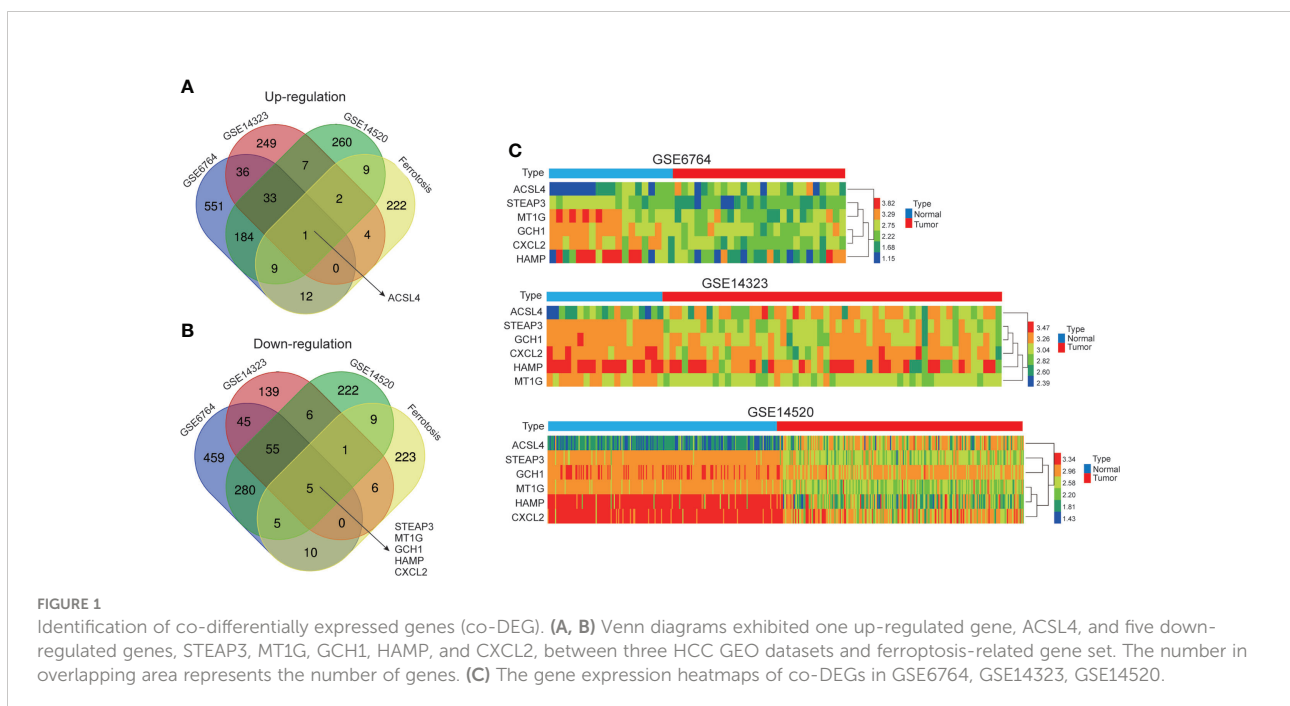 A
Up-regulation
GSE6764
GSE14323
GSE14520
Ferrotosis
249
260
36
7
9
551
33
2
222
184
1
4
9
0
12
ACSL4
B
Down-regulation
GSE6764
GSE14323
GSE14520
Ferrotosis
139
222
45
6
9
459
55
1
223
280
5
6
5
0
10
STEAP3
MT1G
GCH1
HAMP
CXCL2
C
GSE6764
Type
ACSL4
STEAP3
MT1G
GCH1
CXCL2
HAMP
3.82
3.29
2.75
2.22
1.68
1.15
Type
Normal
Tumor
GSE14323
Type
ACSL4
STEAP3
GCH1
CXCL2
HAMP
MT1G
3.47
3.26
3.04
2.82
2.60
2.39
Type
Normal
Tumor
GSE14520
Type
ACSL4
STEAP3
GCH1
MT1G
HAMP
CXCL2
3.34
2.96
2.58
2.20
1.81
1.43
Type
Normal
Tumor
FIGURE 1
Identification of co-differentially expressed genes (co-DEG). (A, B) Venn diagrams exhibited one up-regulated gene, ACSL4, and five down-
regulated genes, STEAP3, MT1G, GCH1, HAMP, and CXCL2, between three HCC GEO datasets and ferroptosis-related gene set. The number in
overlapping area represents the number of genes. (C) The gene expression heatmaps of co-DEGs in GSE6764, GSE14323, GSE14520.